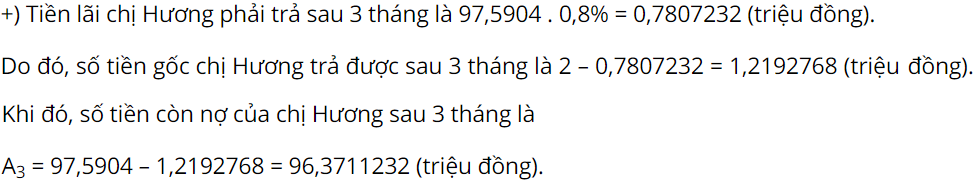 +) Tiền lãi chị Hương phải trả sau 3 tháng là 97,5904 . 0,8% = 0,7807232 (triệu đồng).
Do đó, số tiền gốc chị Hương trả được sau 3 tháng là 2 – 0,7807232 = 1,2192768 (triệu đồng).
Khi đó, số tiền còn nợ của chị Hương sau 3 tháng là
A₃ = 97,5904 – 1,2192768 = 96,3711232 (triệu đồng).